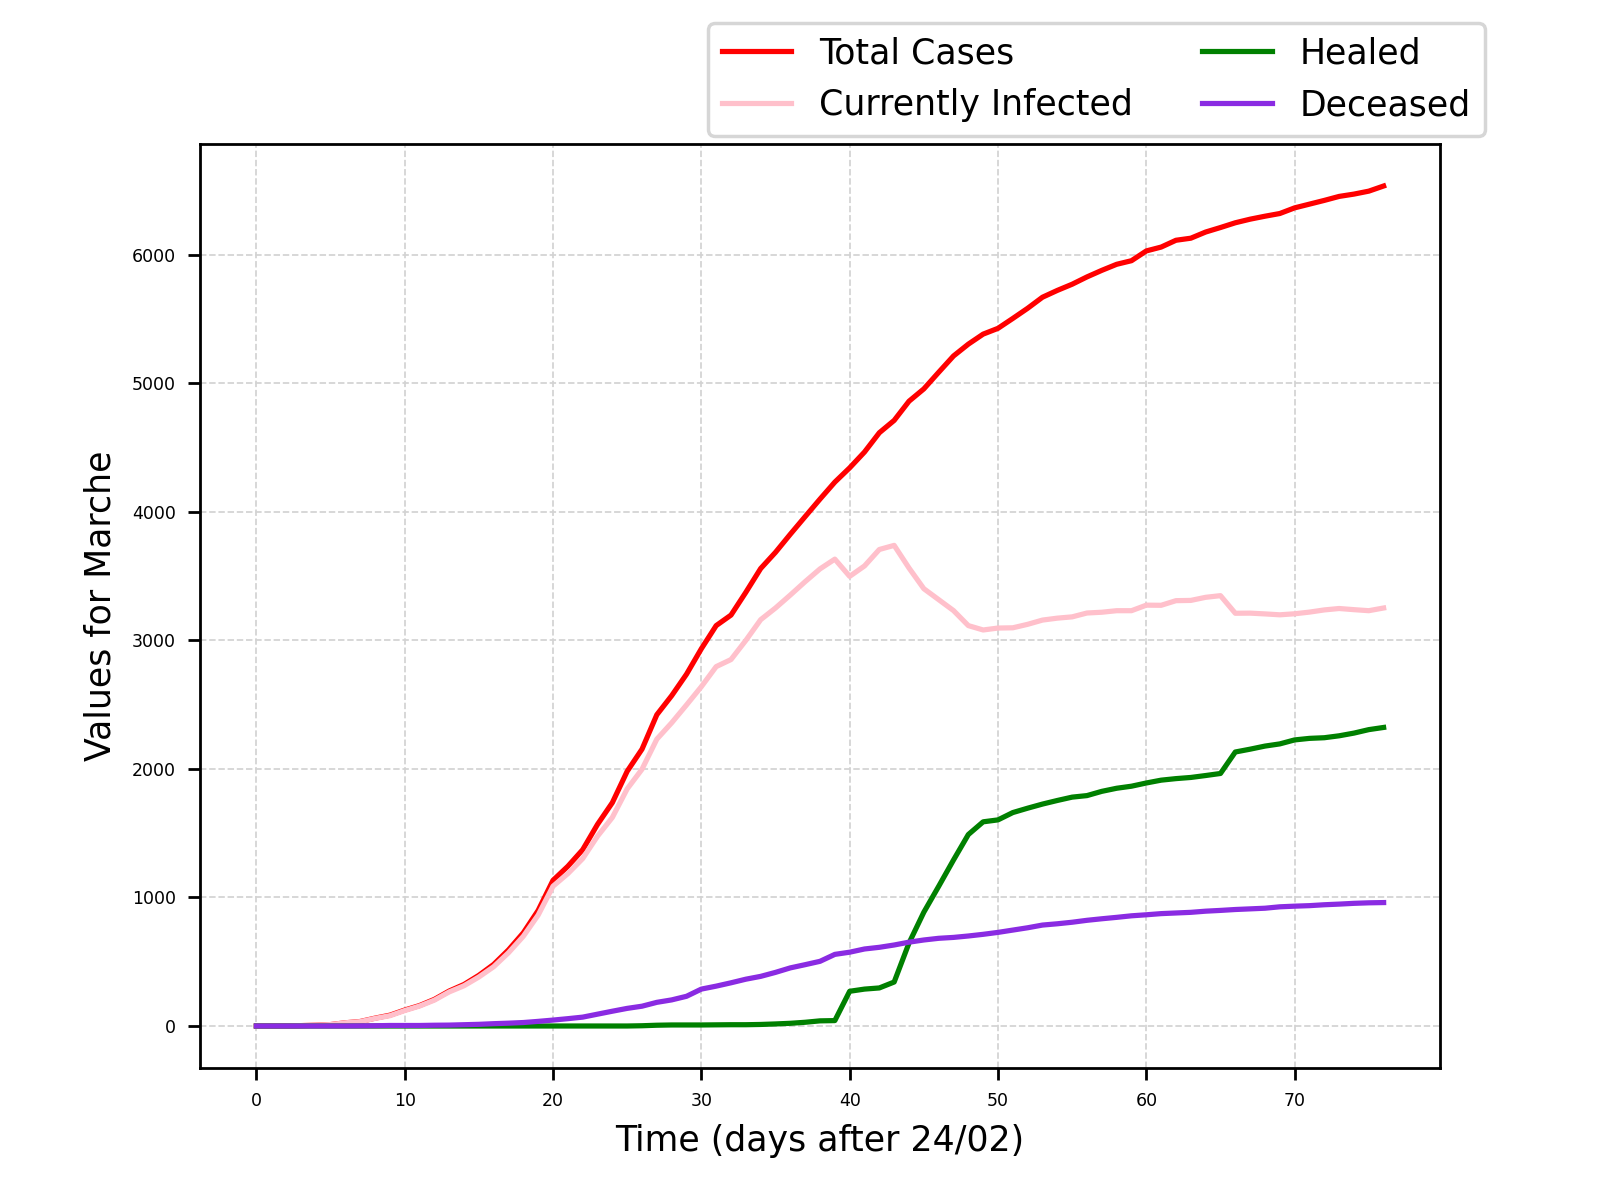 Total Cases
Currently Infected
Healed
Deceased
Values for Marche
6000
5000
4000
3000
2000
1000
0
0 10 20 30 40 50 60 70
Time (days after 24/02)